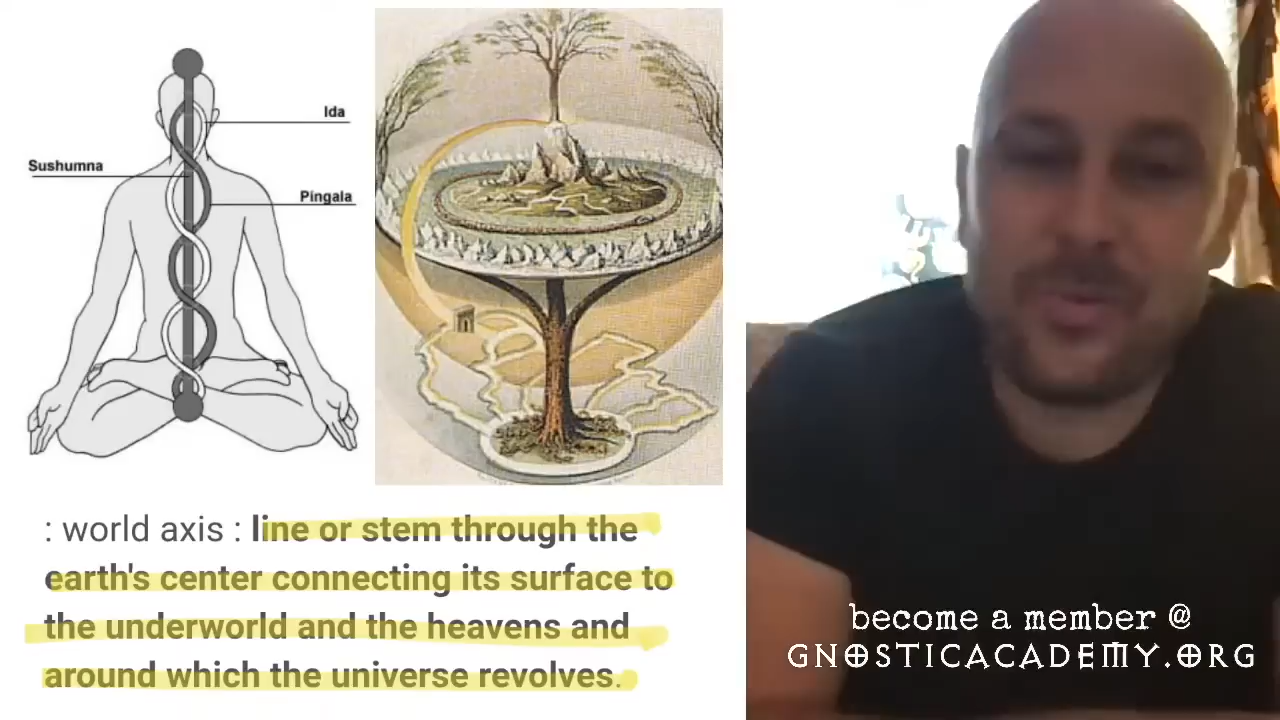 Ida
Sushumna
Pingala
: world axis : line or stem through the
earth's center connecting its surface to
the underworld and the heavens and
around which the universe revolves.
become a member @
GNOSTICACADEMY.ORG